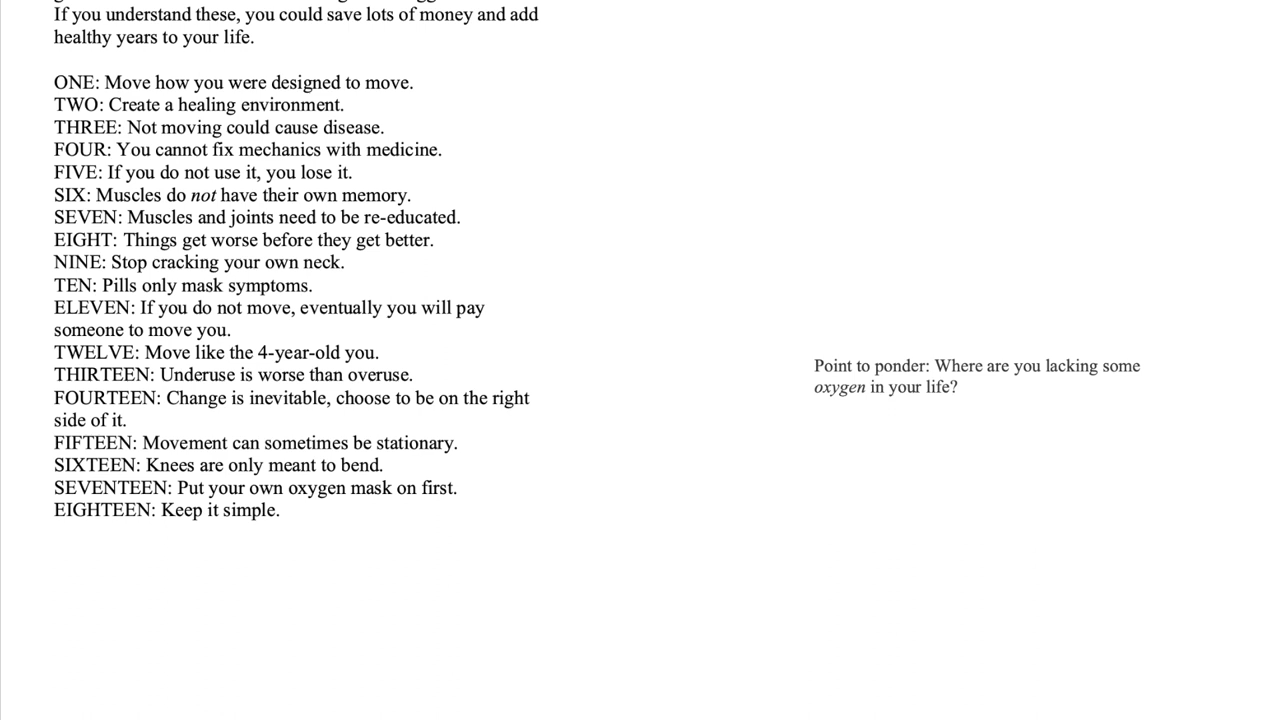 If you understand these, you could save lots of money and add
healthy years to your life.
ONE: Move how you were designed to move.
TWO: Create a healing environment.
THREE: Not moving could cause disease.
FOUR: You cannot fix mechanics with medicine.
FIVE: If you do not use it, you lose it.
SIX: Muscles do not have their own memory.
SEVEN: Muscles and joints need to be re-educated.
EIGHT: Things get worse before they get better.
NINE: Stop cracking your own neck.
TEN: Pills only mask symptoms.
ELEVEN: If you do not move, eventually you will pay
someone to move you.
TWELVE: Move like the 4-year-old you.
THIRTEEN: Underuse is worse than overuse.
FOURTEEN: Change is inevitable, choose to be on the right
side of it.
FIFTEEN: Movement can sometimes be stationary.
SIXTEEN: Knees are only meant to bend.
SEVENTEEN: Put your own oxygen mask on first.
EIGHTEEN: Keep it simple.
Point to ponder: Where are you lacking some
oxygen in your life?